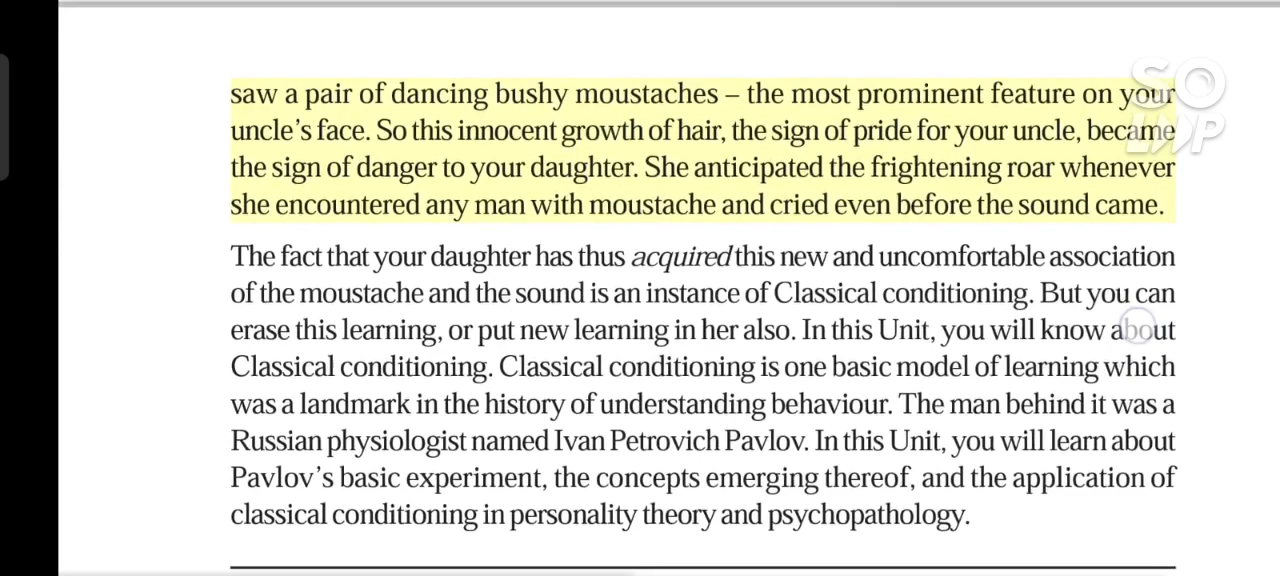 saw a pair of dancing bushy moustaches – the most prominent feature on your
uncle's face. So this innocent growth of hair, the sign of pride for your uncle, became
the sign of danger to your daughter. She anticipated the frightening roar whenever
she encountered any man with moustache and cried even before the sound came.
The fact that your daughter has thus acquired this new and uncomfortable association
of the moustache and the sound is an instance of Classical conditioning. But you can
erase this learning, or put new learning in her also. In this Unit, you will know about
Classical conditioning. Classical conditioning is one basic model of learning which
was a landmark in the history of understanding behaviour. The man behind it was a
Russian physiologist named Ivan Petrovich Pavlov. In this Unit, you will learn about
Pavlov's basic experiment, the concepts emerging thereof, and the application of
classical conditioning in personality theory and psychopathology.